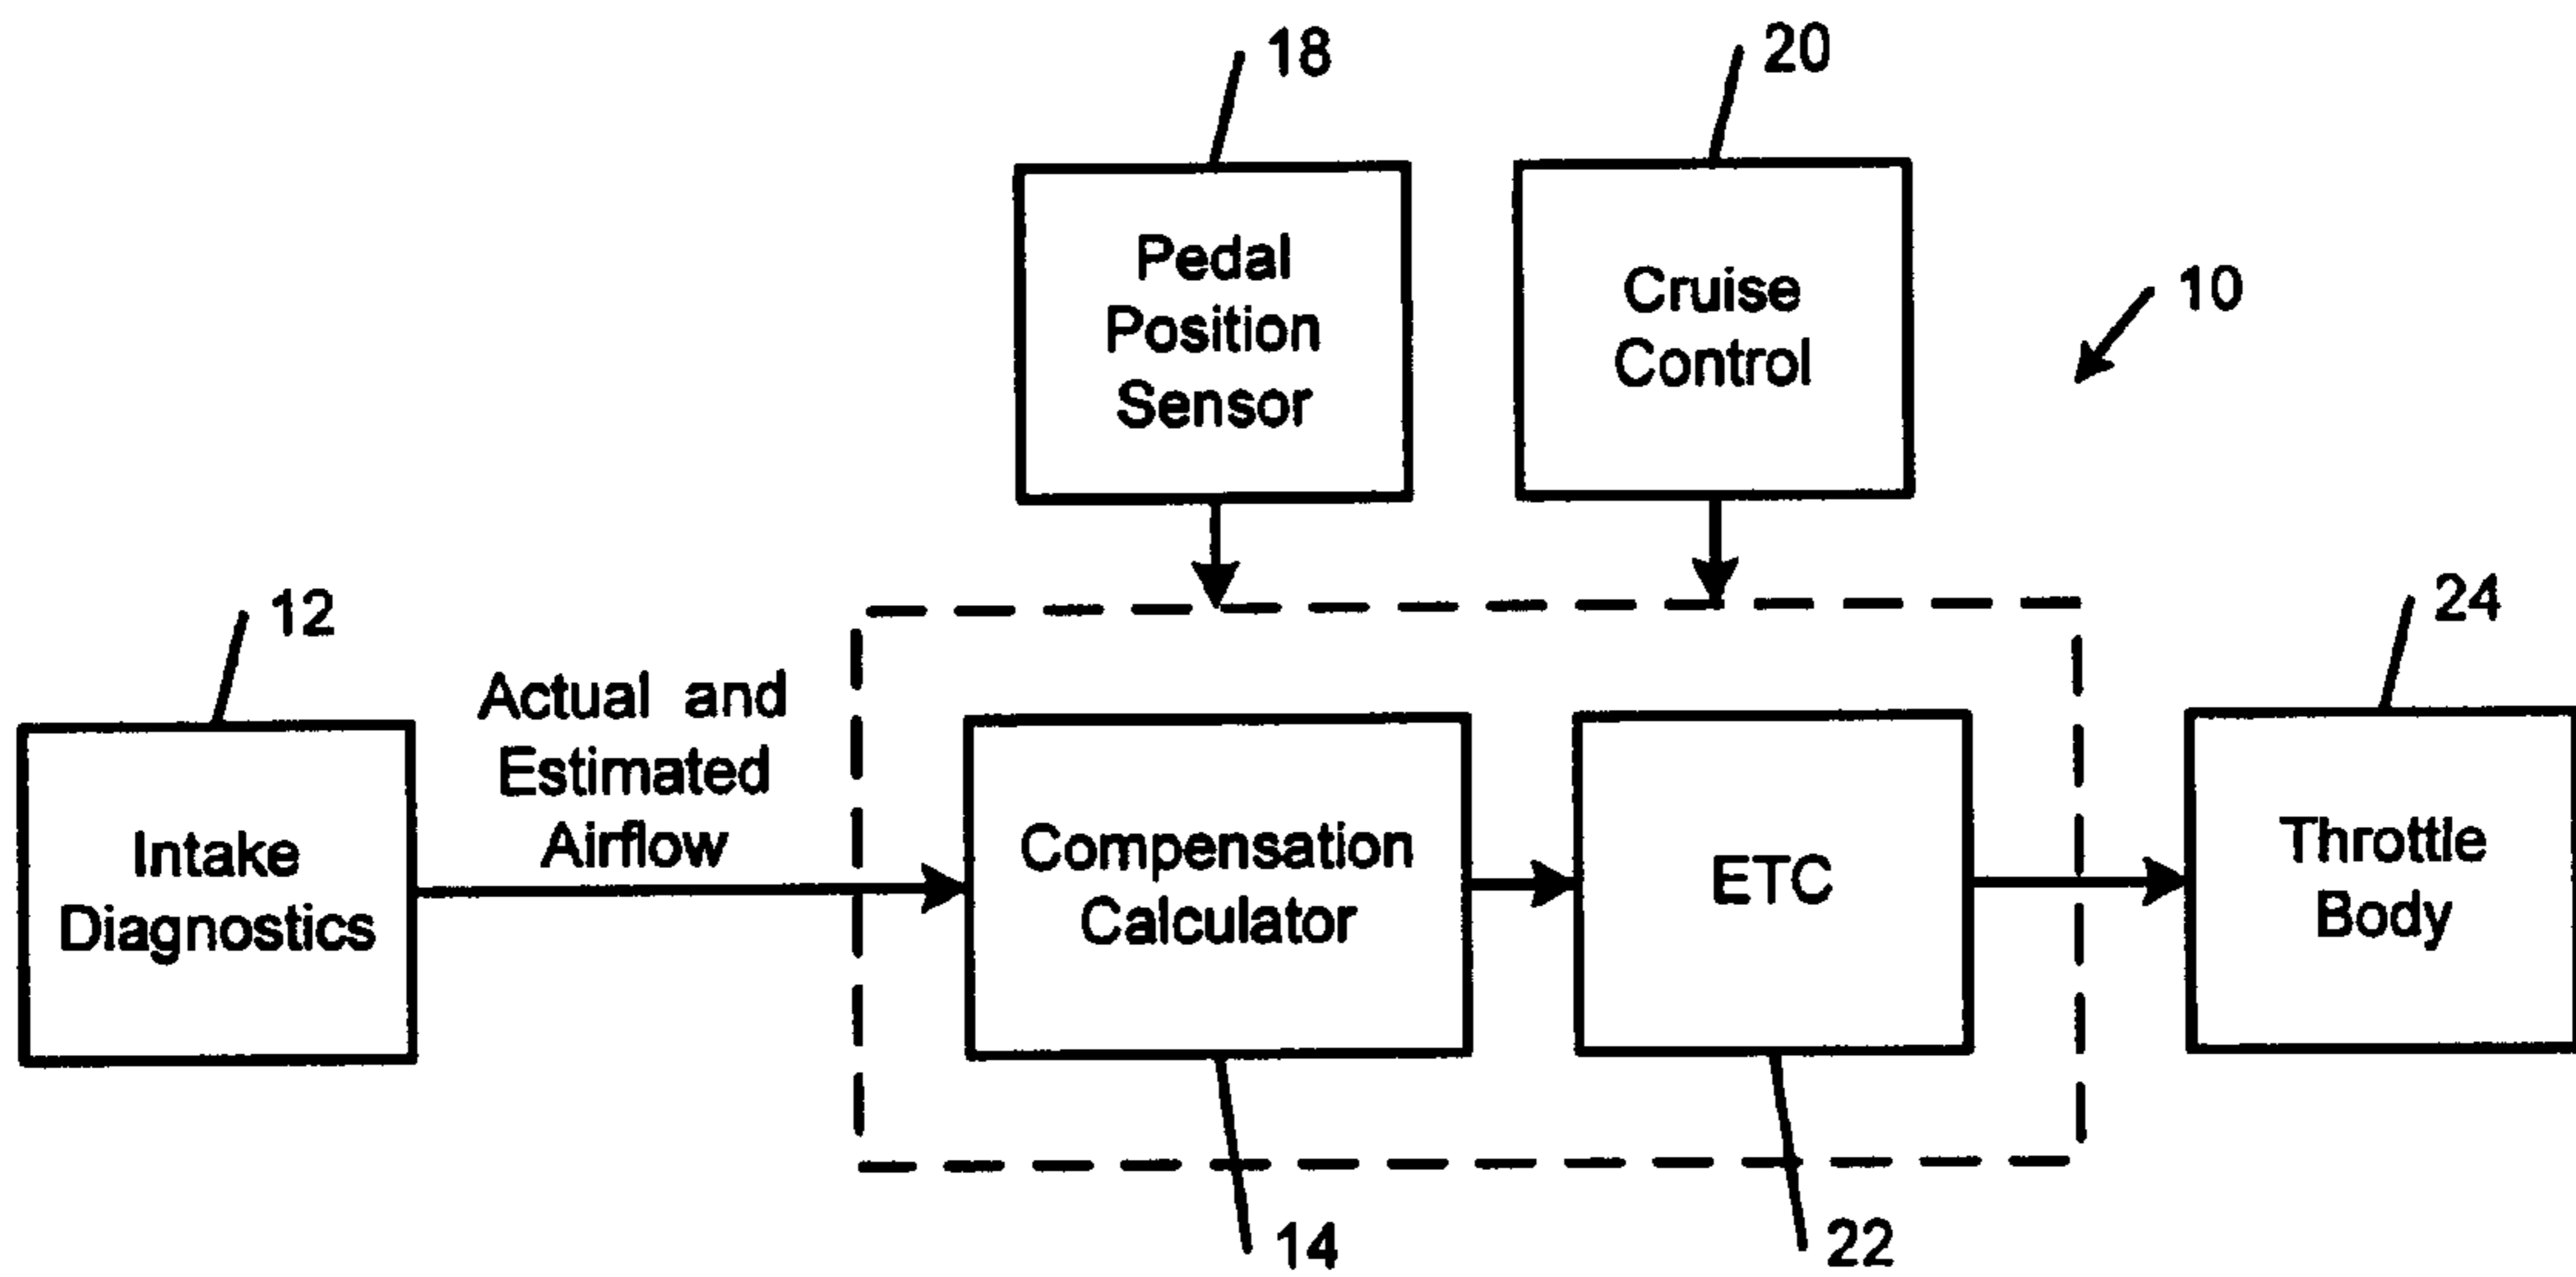 18
20
Pedal
Position
Sensor
Cruise
Control
10
12
Actual and
Estimated
Airflow
24
Intake
Diagnostics
Compensation
Calculator
ETC
Throttle
Body
14
22